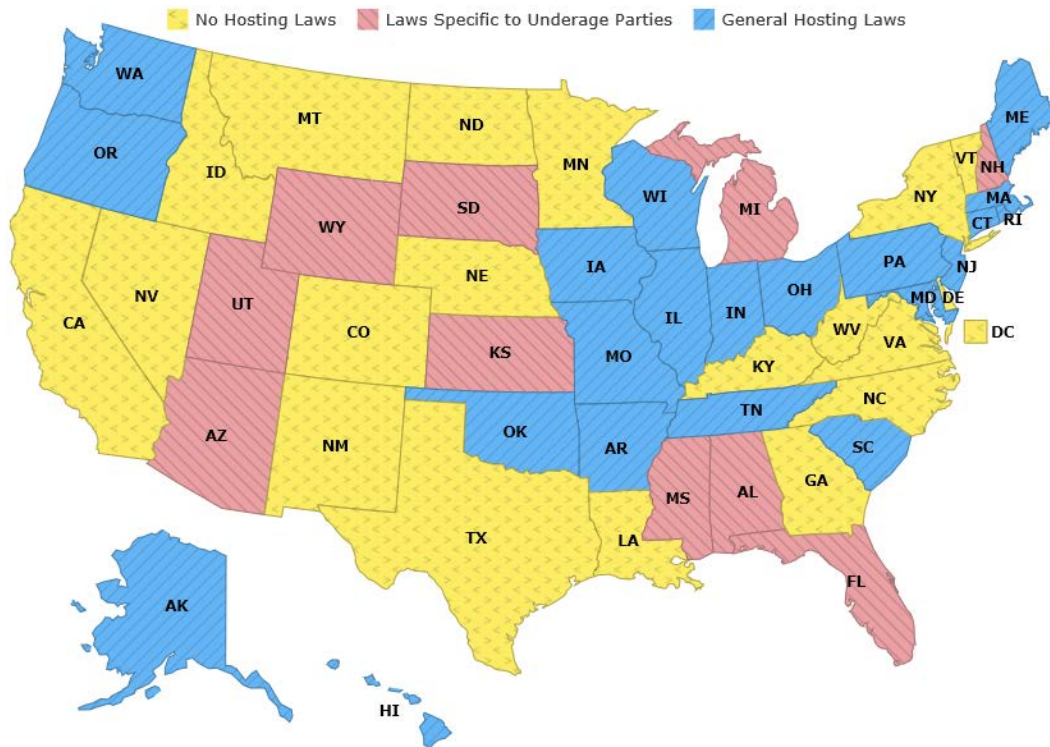 No Hosting Laws Laws Specific to Underage Parties General Hosting Laws
WA
MT
ND
ME
OR
ID
MN
VT
NH
WI
NY
MA
SD
WY
MI
CT
RI
IA
PA
NJ
NE
OH
MD
DE
NV
UT
IL
IN
CA
CO
WV
DC
VA
KS
MO
KY
NC
TN
AZ
OK
NM
AR
SC
MS
AL
GA
TX
LA
FL
AK
HI